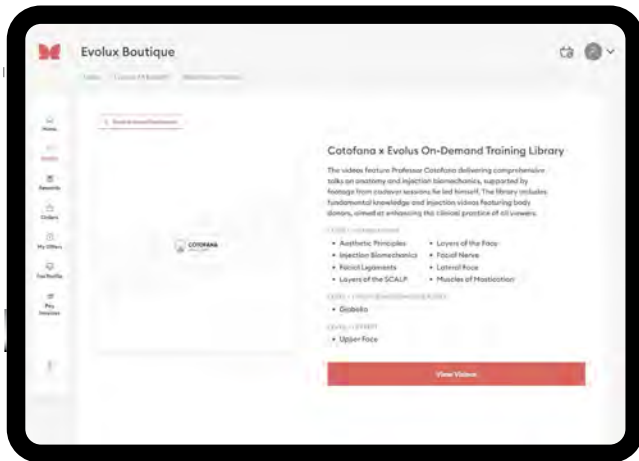 Evolux Boutique
Home
Rewards
Orders
My Offers
Pay
Invoices
COTOFANA
Cotofana x Evolus On-Demand Training Library
The videos feature Professor Cotofana delivering comprehensive
talks on anatomy and injection biomechanics, supported by
footage from cadaver sessions he led himself. The library includes
fundamental knowledge and injection videos featuring body
donors, aimed at enhancing the clinical practice of all viewers.
• Aesthetic Principles
• Injection Biomechanics
• Facial Ligaments
• Layers of the SCALP
• Layers of the Face
• Facial Nerve
• Lateral Face
• Muscles of Mastication
• Glabella
• Upper Face
View Videos